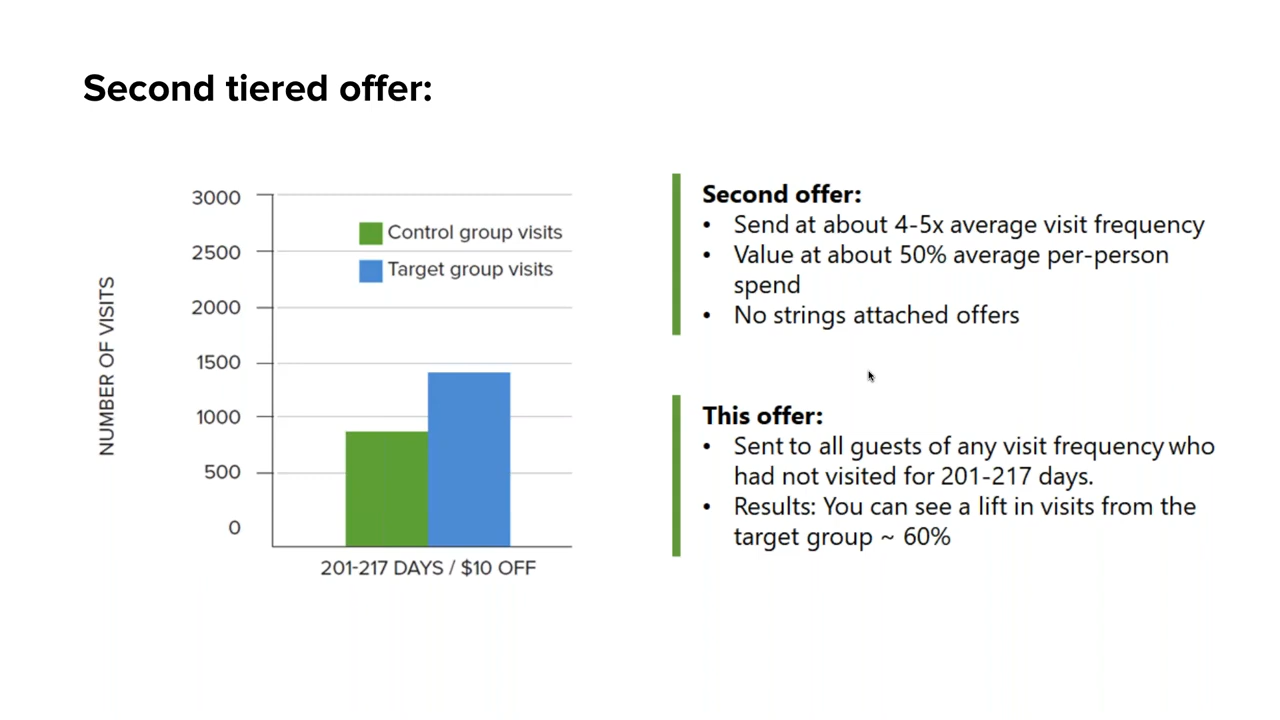 Second tiered offer:
3000
2500
2000
1500
1000
500
0
NUMBER OF VISITS
Control group visits
Target group visits
201-217 DAYS / $10 OFF
Second offer:
• Send at about 4-5x average visit frequency
• Value at about 50% average per-person
spend
• No strings attached offers
This offer:
• Sent to all guests of any visit frequency who
had not visited for 201-217 days.
• Results: You can see a lift in visits from the
target group ~ 60%